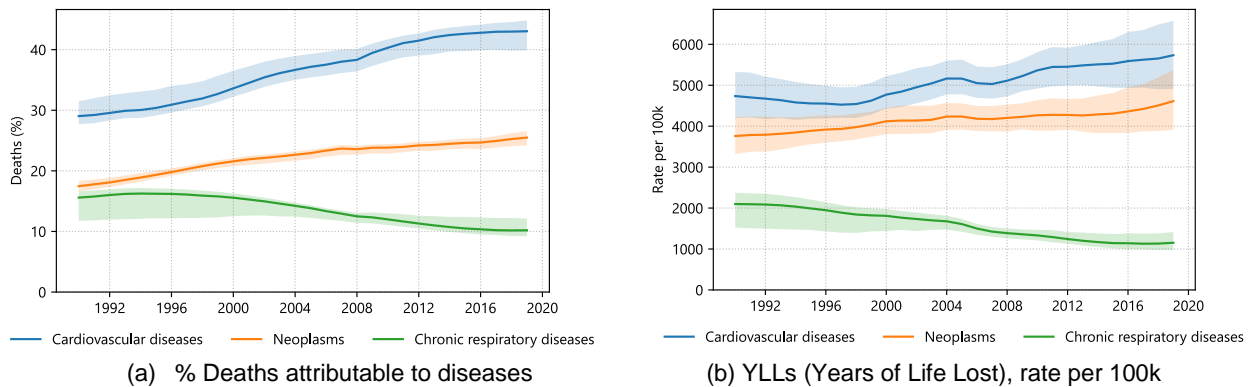 Deaths (%)
40
30
20
10
0
1992 1996 2000 2004 2008 2012 2016 2020
Cardiovascular diseases Neoplasms Chronic respiratory diseases
(a) % Deaths attributable to diseases
Rate per 100k
6000
5000
4000
3000
2000
1000
0
1992 1996 2000 2004 2008 2012 2016 2020
Cardiovascular diseases Neoplasms Chronic respiratory diseases
(b) YLLs (Years of Life Lost), rate per 100k